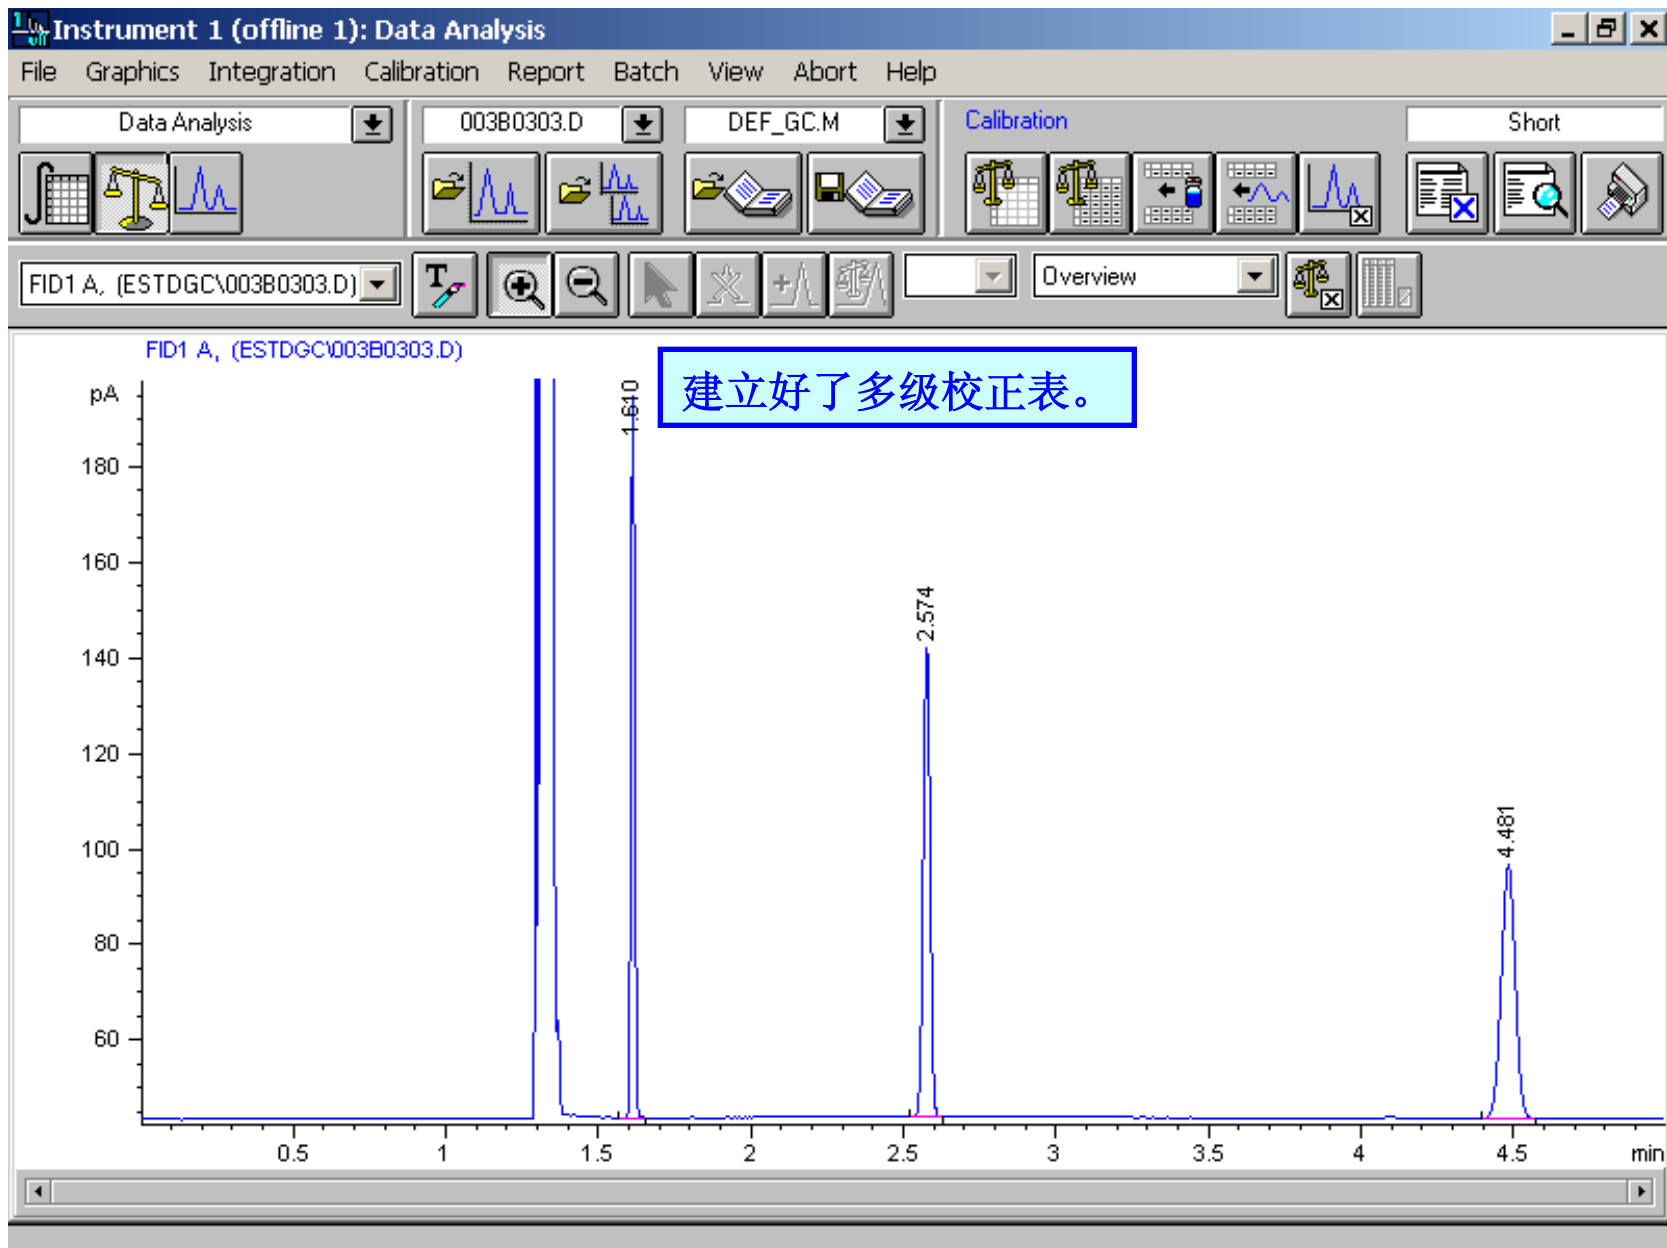 Instrument 1 (offline 1): Data Analysis
File Graphics Integration Calibration Report Batch View Abort Help
Data Analysis 003B0303.D DEF_GC.M Calibration Short
FID1 A, (ESTDGC\003B0303.D) Overview
FID1 A, (ESTDGC\003B0303.D)
建立好了多级校正表。
pA
1.610
180
160
2.574
140
120
4.481
100
80
60
0.5 1 1.5 2 2.5 3 3.5 4 4.5 min